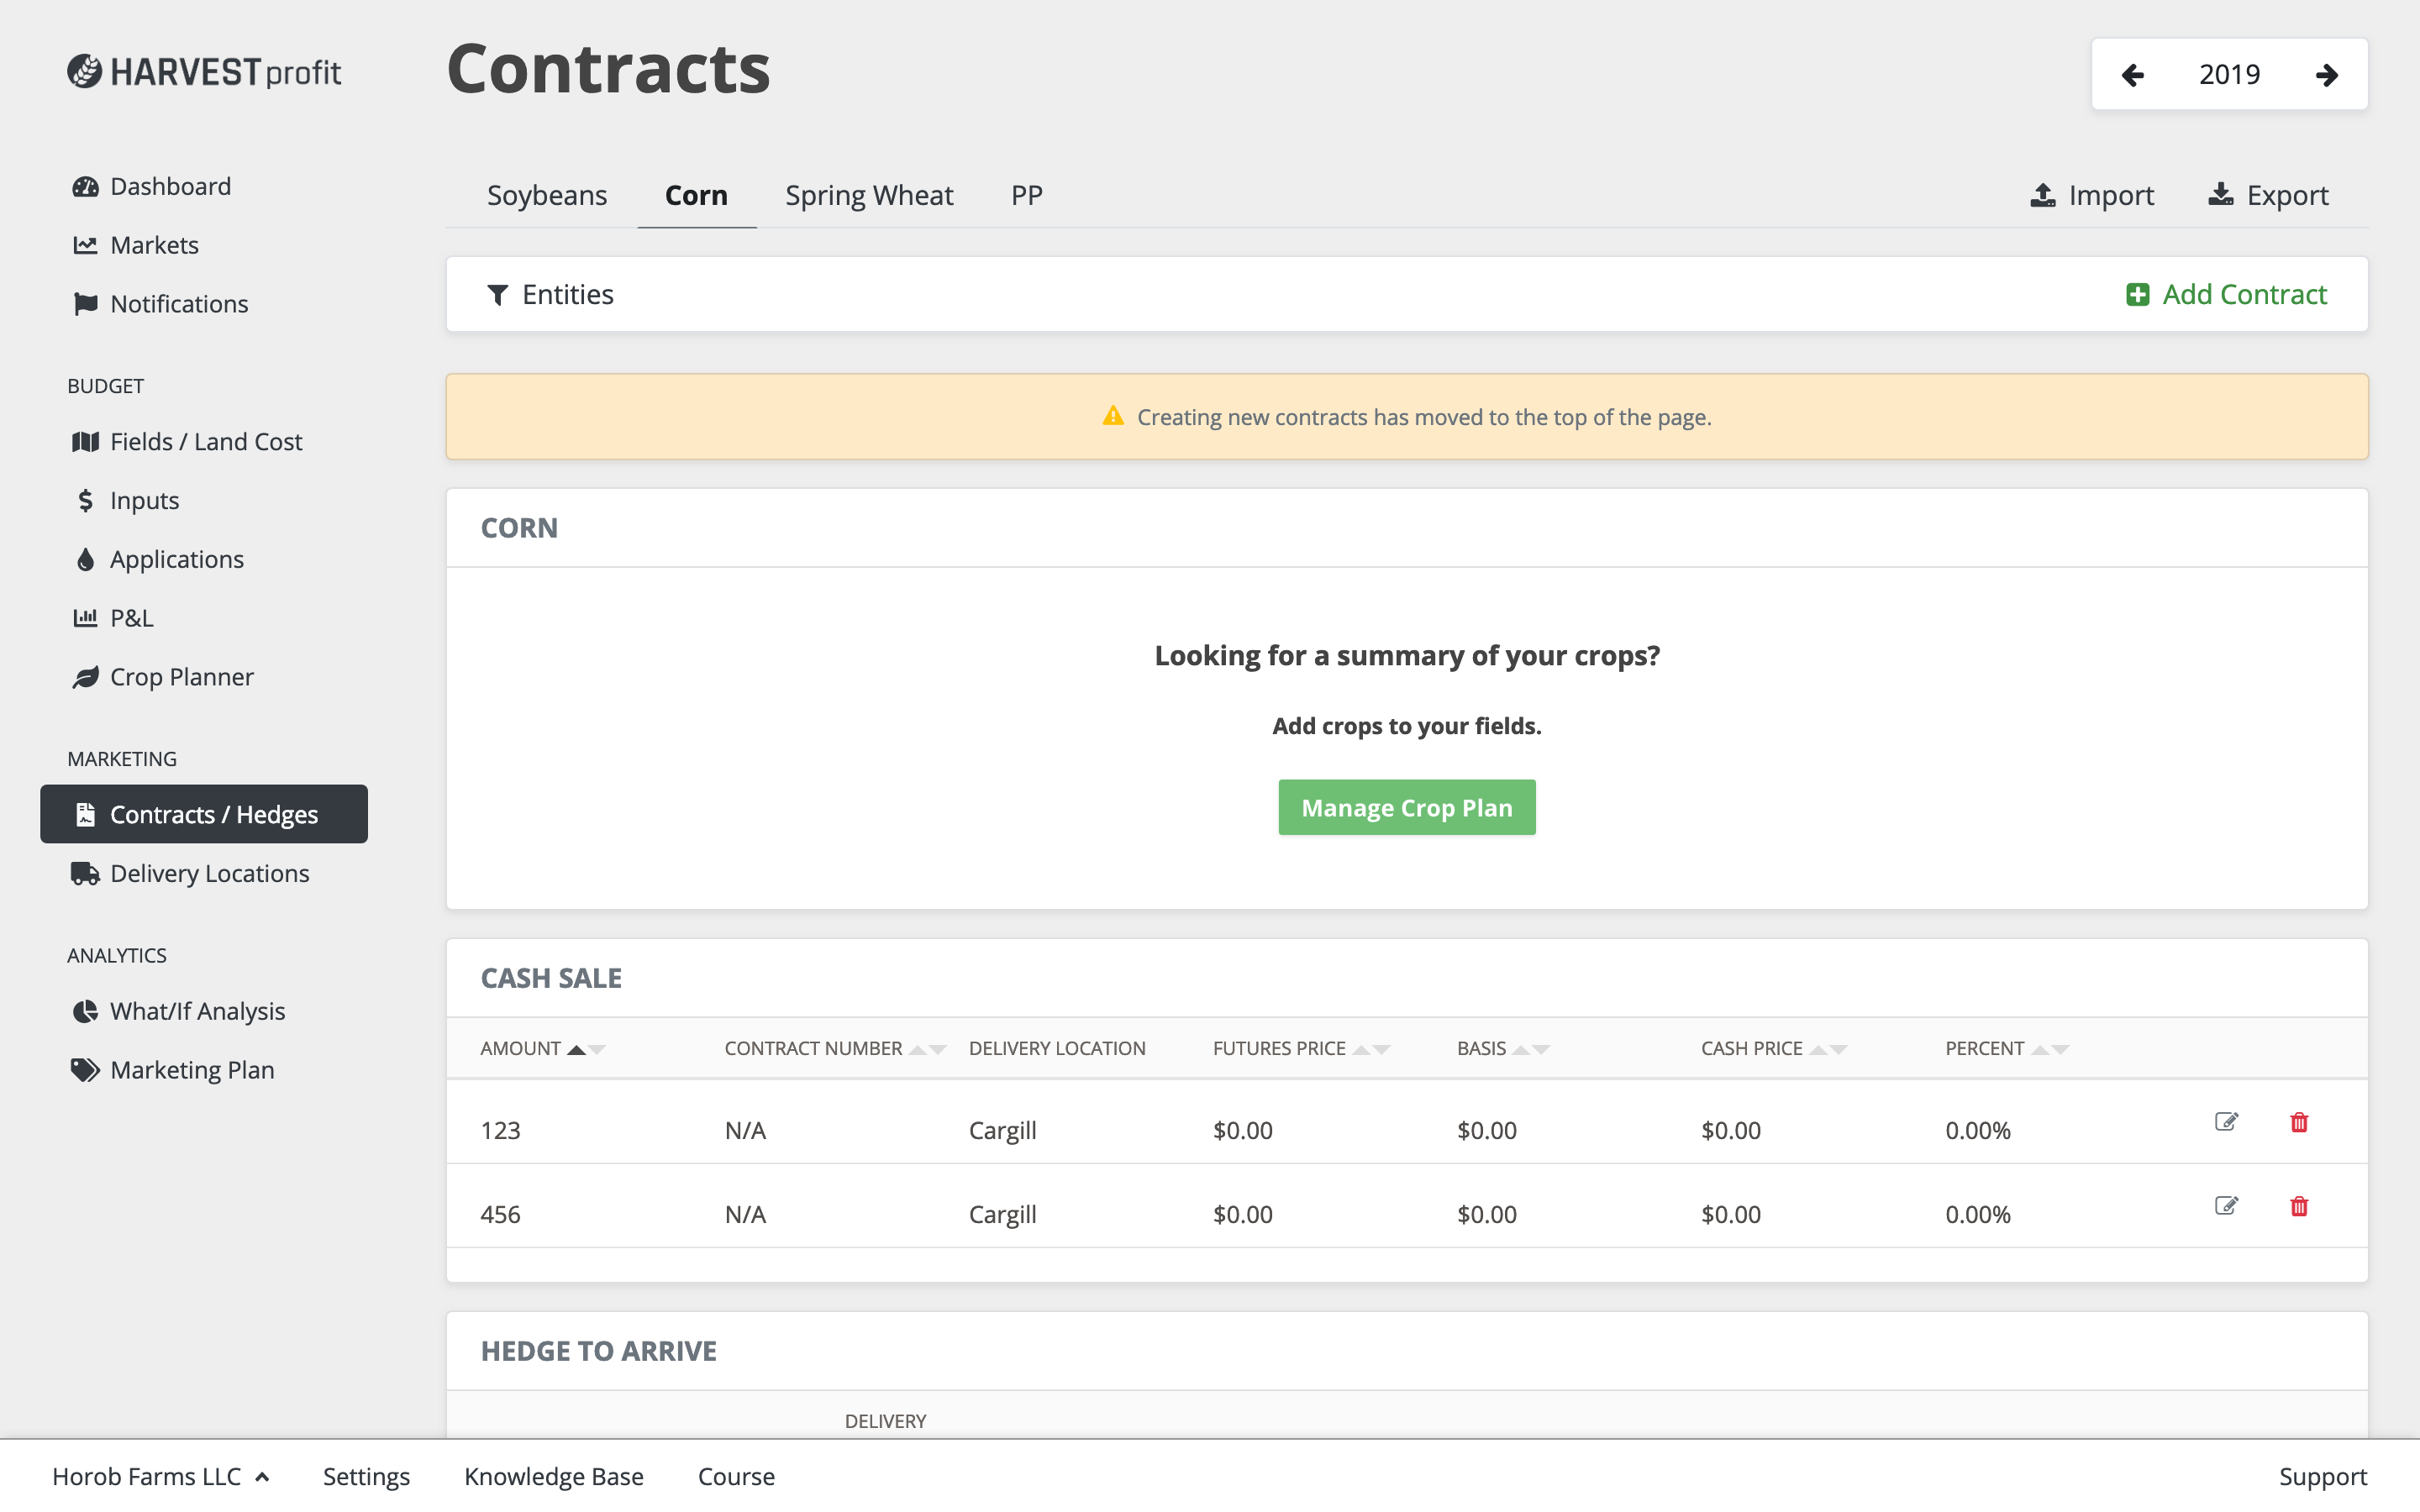 HARVEST profit
Contracts
2019
Dashboard
Markets
Notifications
BUDGET
Fields / Land Cost
Inputs
Applications
P&L
Crop Planner
MARKETING
Contracts / Hedges
Delivery Locations
ANALYTICS
What/If Analysis
Marketing Plan
Soybeans Corn Spring Wheat PP Import Export
Entities Add Contract
Creating new contracts has moved to the top of the page.
CORN
Looking for a summary of your crops?
Add crops to your fields.
Manage Crop Plan
CASH SALE
AMOUNT CONTRACT NUMBER DELIVERY LOCATION FUTURES PRICE BASIS CASH PRICE PERCENT
123 N/A Cargill $0.00 $0.00 $0.00 0.00%
456 N/A Cargill $0.00 $0.00 $0.00 0.00%
HEDGE TO ARRIVE
DELIVERY
Horob Farms LLC Settings Knowledge Base Course Support